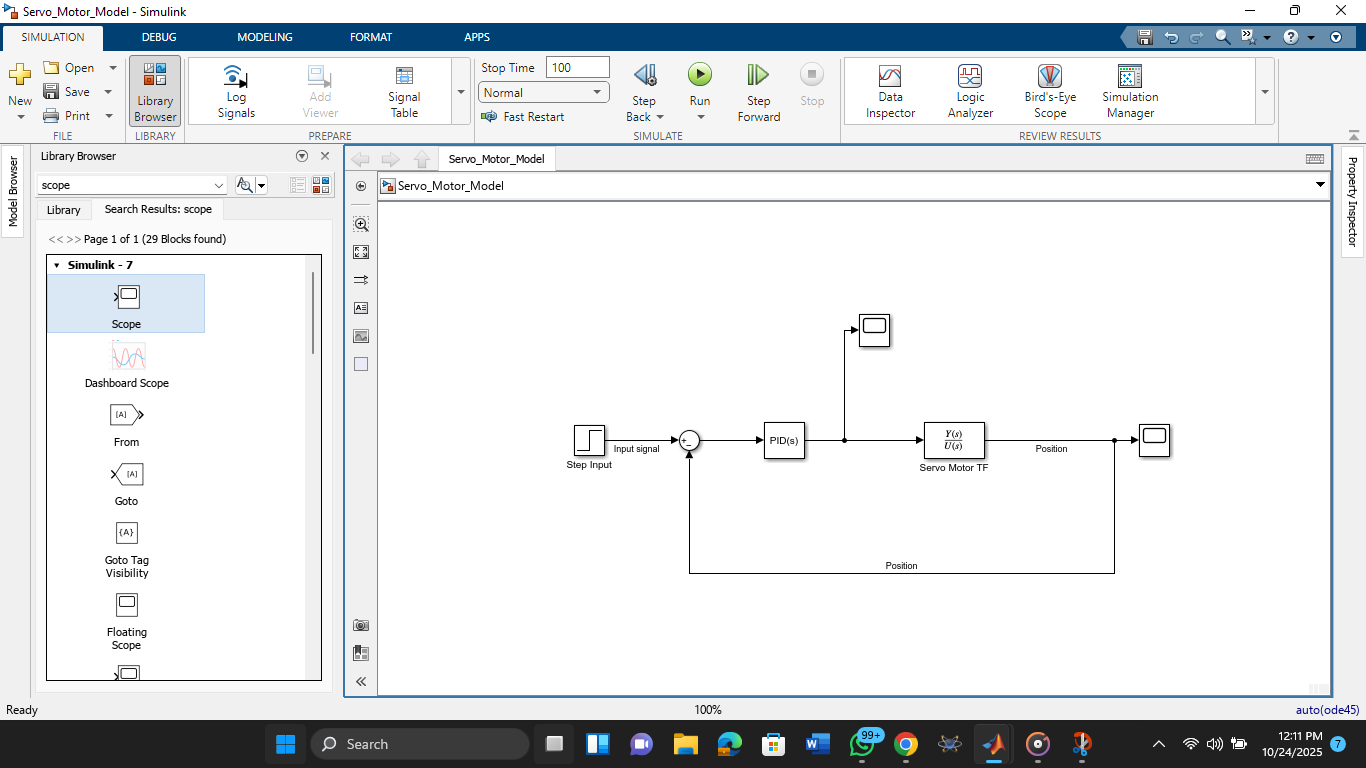 Servo_Motor_Model - Simulink
SIMULATION DEBUG MODELING FORMAT APPS
New
Open
Save
Print
FILE
Library
Browser
LIBRARY
Log
Signals
Add
Viewer
Signal
Table
PREPARE
Stop Time 100
Normal
Fast Restart
Step
Back
Run
Step
Forward
Stop
SIMULATE
Data
Inspector
Logic
Analyzer
Bird's-Eye
Scope
Simulation
Manager
REVIEW RESULTS
Model Browser
Library Browser
scope
Library Search Results: scope
<< >> Page 1 of 1 (29 Blocks found)
Simulink - 7
Scope
Dashboard Scope
[A]
From
[A]
Goto
{A}
Goto Tag
Visibility
Floating
Scope
Servo_Motor_Model
Servo_Motor_Model
Property Inspector
Step Input
Input signal
+
−
PID(s)
Y(s)
U(s)
Servo Motor TF
Position
Position
Ready 100% auto(ode45)
Search
99+
12:11 PM
10/24/2025
7